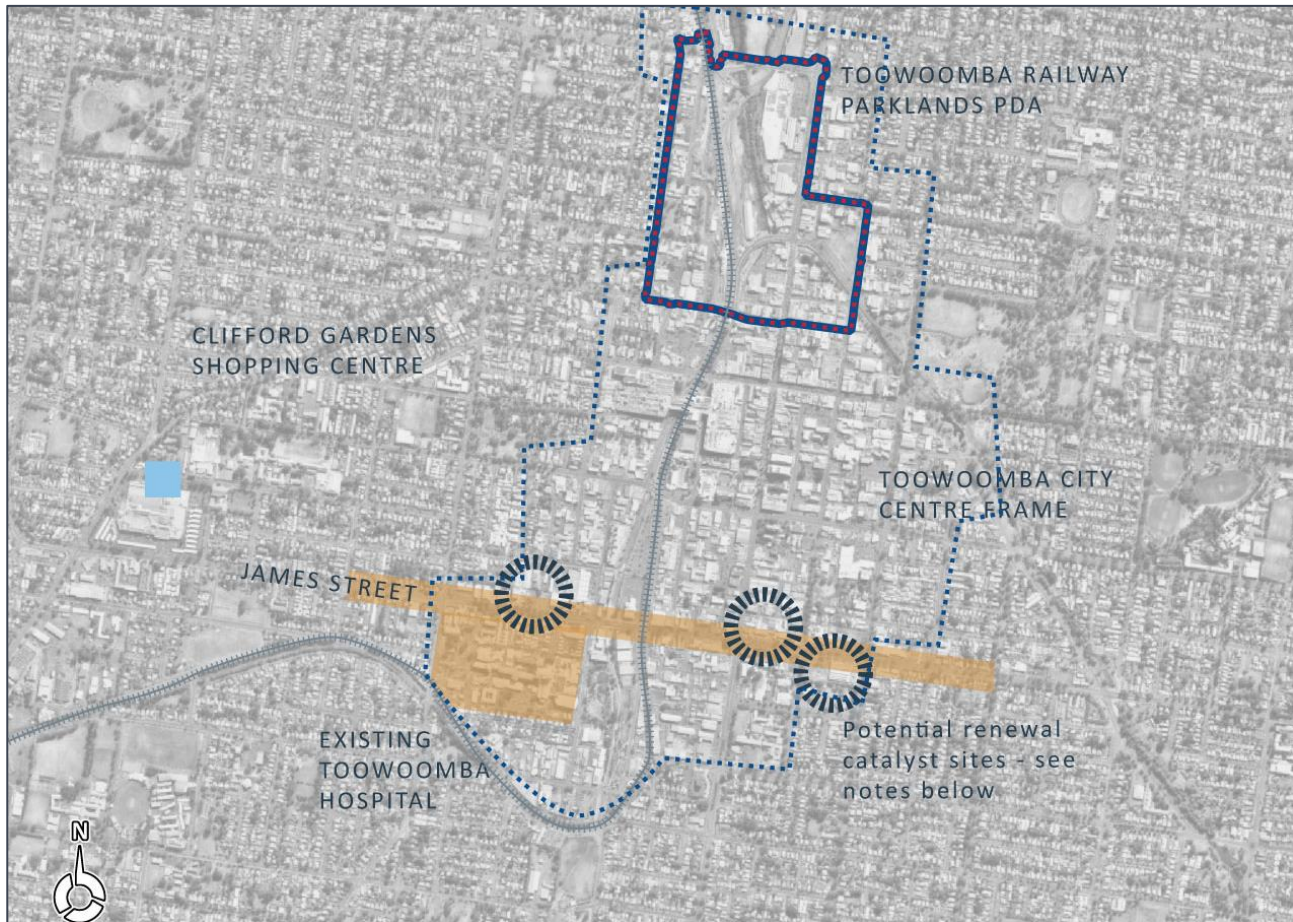 TOOWOOMBA RAILWAY
PARKLANDS PDA
CLIFFORD GARDENS
SHOPPING CENTRE
TOOWOOMBA CITY
CENTRE FRAME
JAMES STREET
EXISTING
TOOWOOMBA
HOSPITAL
Potential renewal
catalyst sites - see
notes below
N